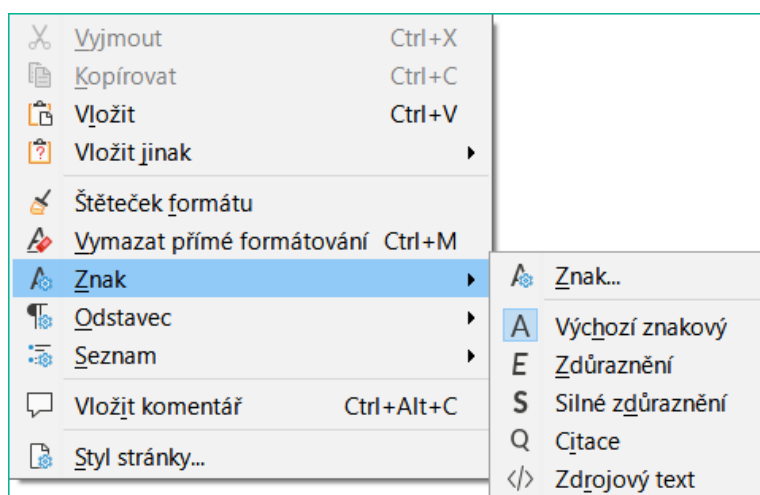 Vyjmout Ctrl+X
Kopírovat Ctrl+C
Vložit Ctrl+V
Vložit jinak
Štěteček formátu
Vymazat přímé formátování Ctrl+M
Znak
Odstavec
Seznam
Vložit komentář Ctrl+Alt+C
Styl stránky...
Znak...
Výchozí znakový
Zdůraznění
Silné zdůraznění
Citace
Zdrojový text